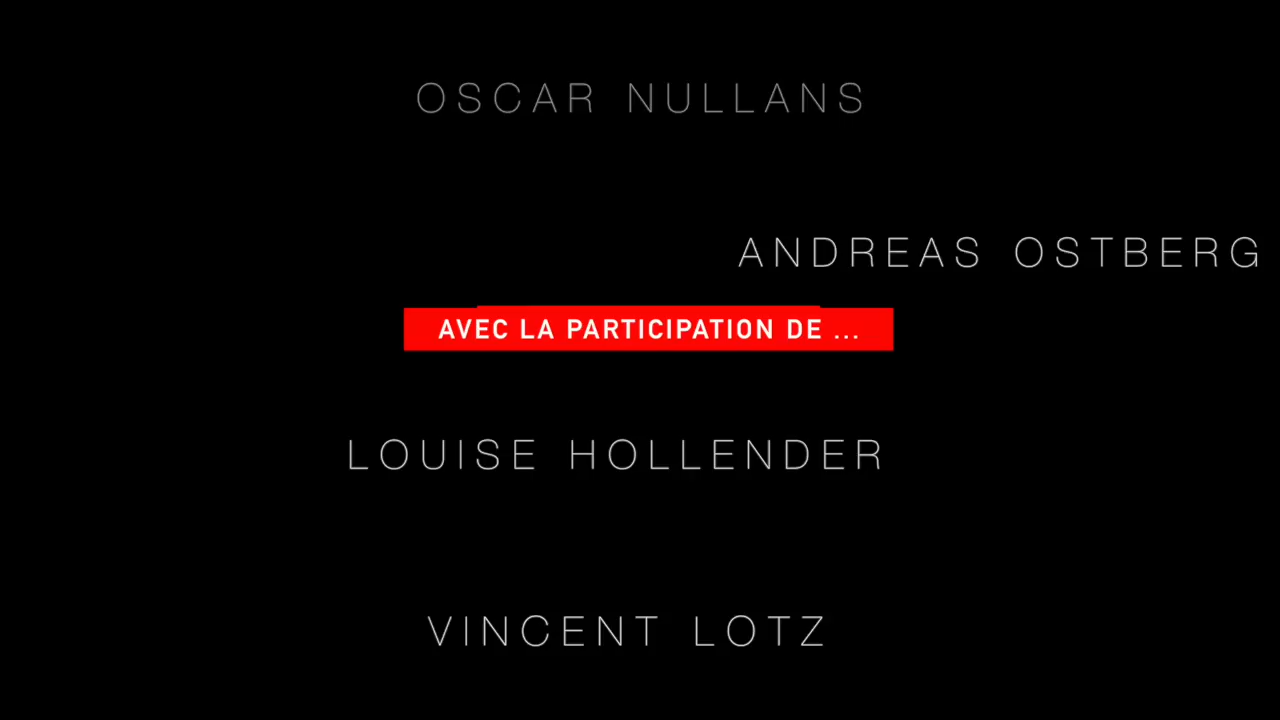 OSCAR NULLANS
ANDREAS OSTBERG
AVEC LA PARTICIPATION DE ...
LOUISE HOLLENDER
VINCENT LOTZ